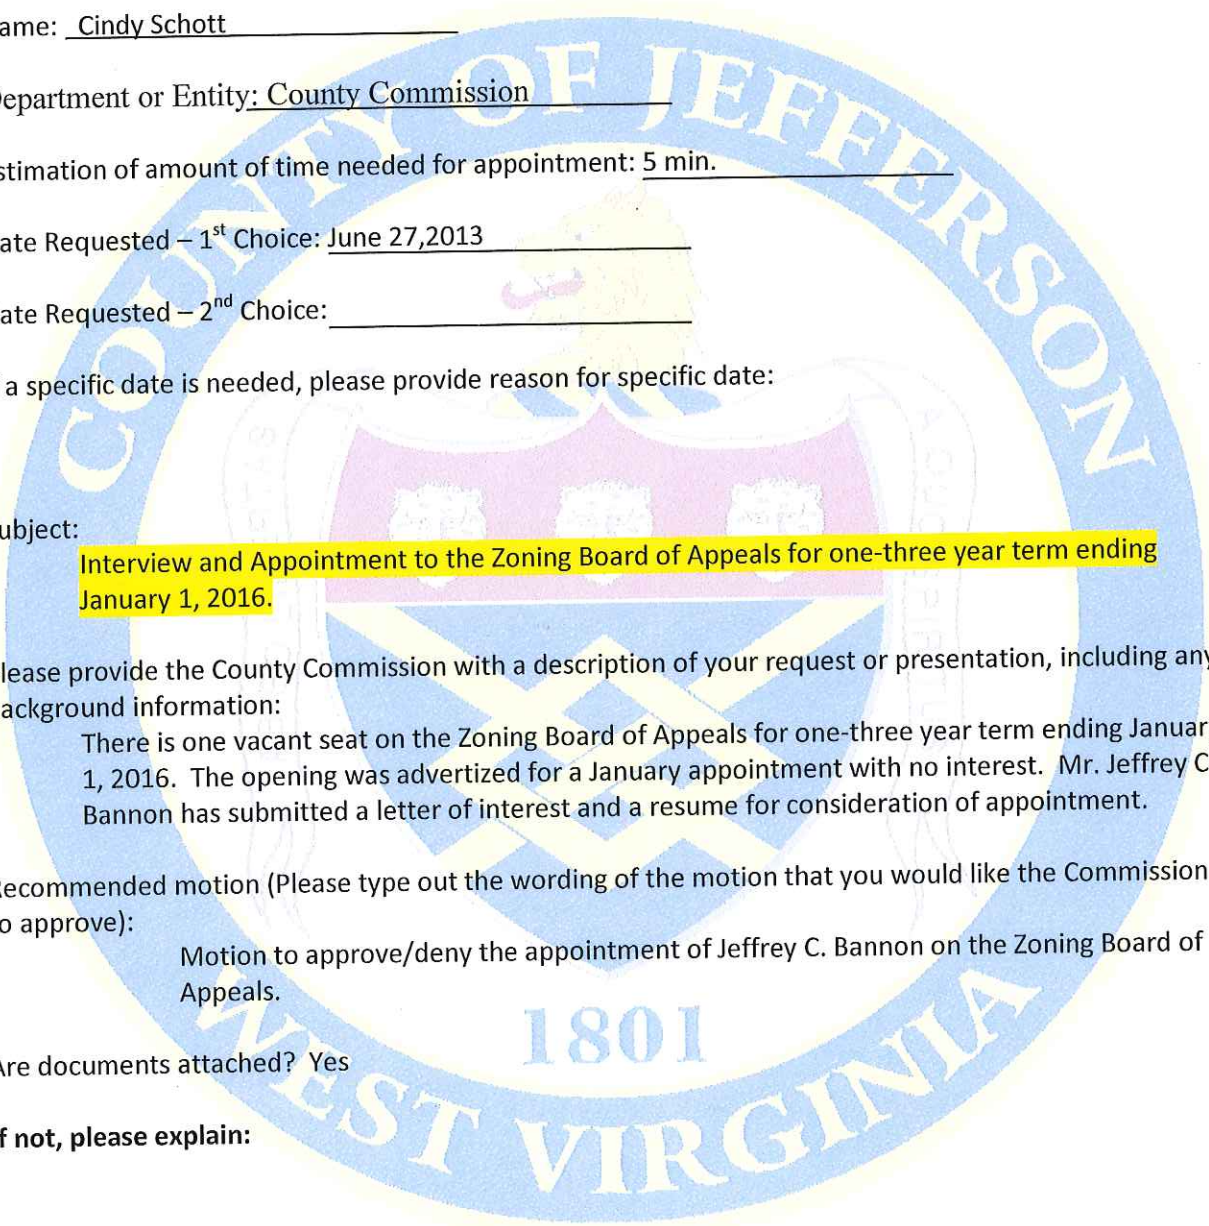 ame: Cindy Schott
epartment or Entity: County Commission
stimation of amount of time needed for appointment: 5 min.
ate Requested – 1st Choice: June 27,2013
ate Requested – 2nd Choice:
a specific date is needed, please provide reason for specific date:
ubject:
Interview and Appointment to the Zoning Board of Appeals for one-three year term ending
January 1, 2016.
lease provide the County Commission with a description of your request or presentation, including any
ackground information:
There is one vacant seat on the Zoning Board of Appeals for one-three year term ending Januar
1, 2016. The opening was advertized for a January appointment with no interest. Mr. Jeffrey C
Bannon has submitted a letter of interest and a resume for consideration of appointment.
Recommended motion (Please type out the wording of the motion that you would like the Commission
o approve):
Motion to approve/deny the appointment of Jeffrey C. Bannon on the Zoning Board of
Appeals.
Are documents attached? Yes
f not, please explain:
COUNTY OF JEFFERSON
1801
WEST VIRGINIA